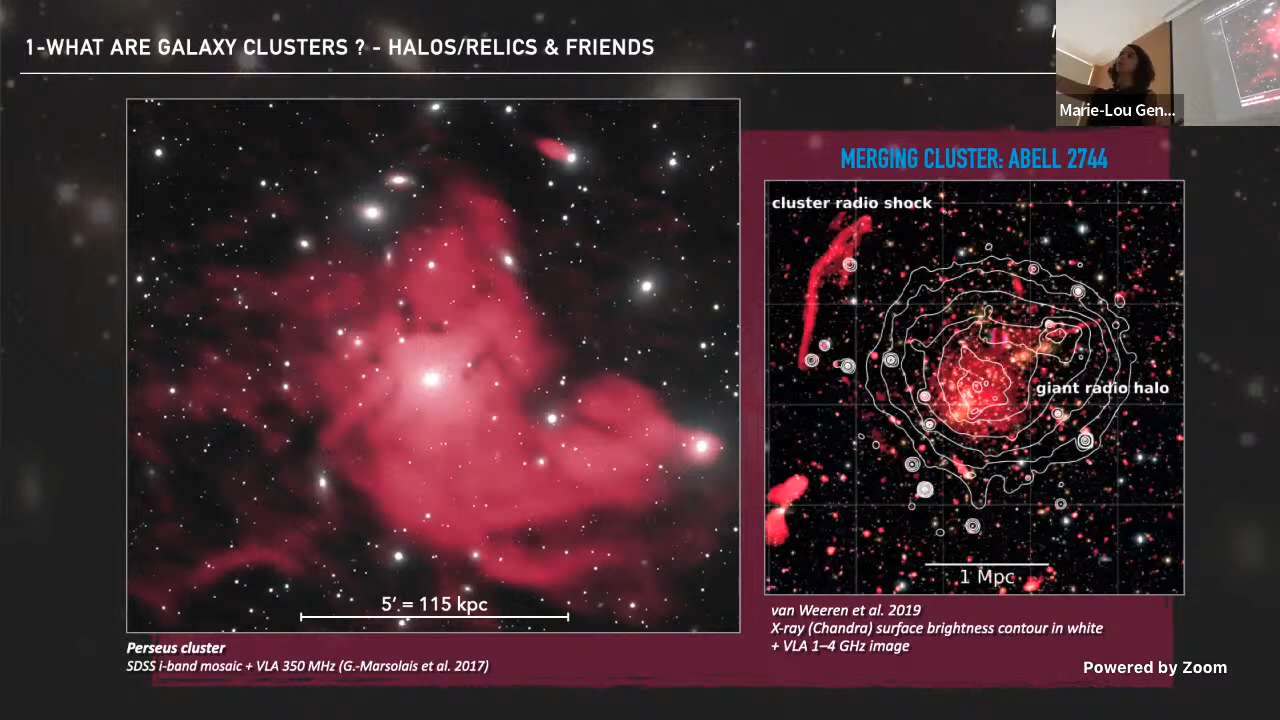 1-WHAT ARE GALAXY CLUSTERS ? - HALOS/RELICS & FRIENDS
Marie-Lou Gen...
MERGING CLUSTER: ABELL 2744
cluster radio shock
giant radio halo
1 Mpc
5′ = 115 kpc
van Weeren et al. 2019
X-ray (Chandra) surface brightness contour in white
+ VLA 1–4 GHz image
Perseus cluster
SDSS i-band mosaic + VLA 350 MHz (G.-Marsolais et al. 2017)
Powered by Zoom